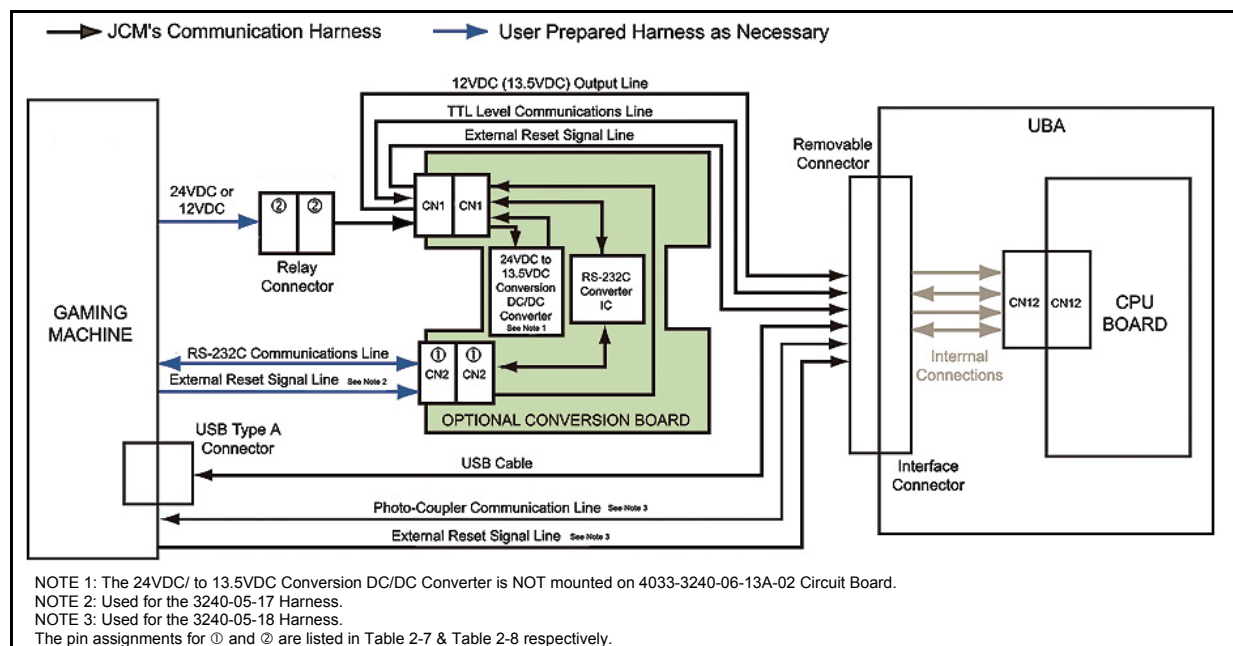 JCM's Communication Harness
User Prepared Harness as Necessary
12VDC (13.5VDC) Output Line
TTL Level Communications Line
External Reset Signal Line
UBA
Removable
Connector
24VDC or
12VDC
②
②
CN1
CN1
Relay
Connector
24VDC to
13.5VDC
Conversion
DC/DC
Converter
See Note 1
RS-232C
Converter
IC
GAMING
MACHINE
CN12
CN12
CPU
BOARD
Interrnal
Connections
RS-232C Communications Line
①
CN2
①
CN2
External Reset Signal Line See Note 2
OPTIONAL CONVERSION BOARD
USB Type A
Connector
USB Cable
Interface
Connector
Photo-Coupler Communication Line See Note 3
External Reset Signal Line See Note 3
NOTE 1: The 24VDC/ to 13.5VDC Conversion DC/DC Converter is NOT mounted on 4033-3240-06-13A-02 Circuit Board.
NOTE 2: Used for the 3240-05-17 Harness.
NOTE 3: Used for the 3240-05-18 Harness.
The pin assignments for ① and ② are listed in Table 2-7 & Table 2-8 respectively.